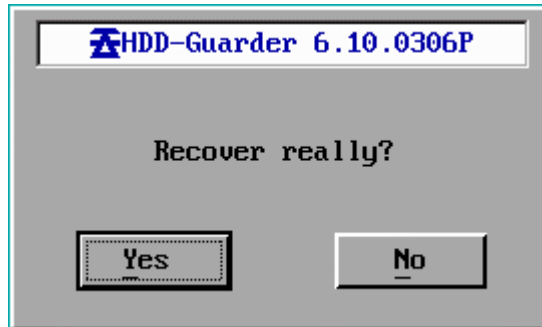 HDD-Guarder 6.10.0306P
Recover really?
Yes
No